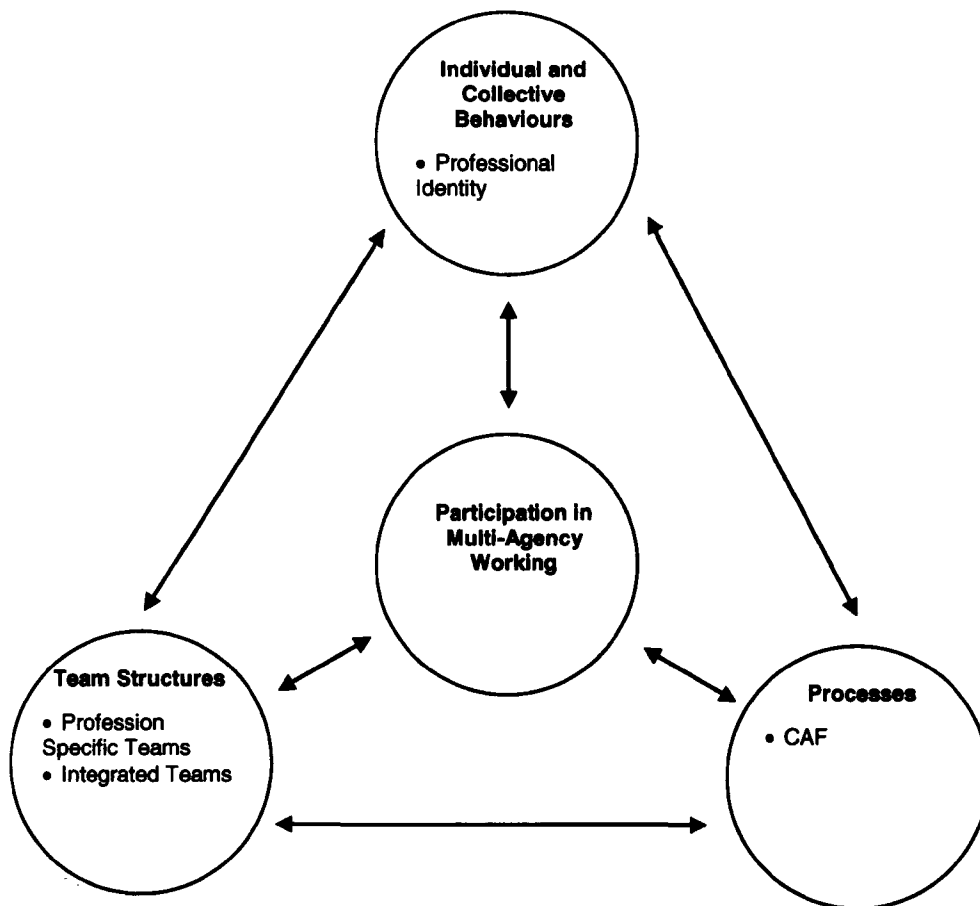 Individual and
Collective
Behaviours
• Professional
Identity
Participation in
Multi-Agency
Working
Team Structures
• Profession
Specific Teams
• Integrated Teams
Processes
• CAF